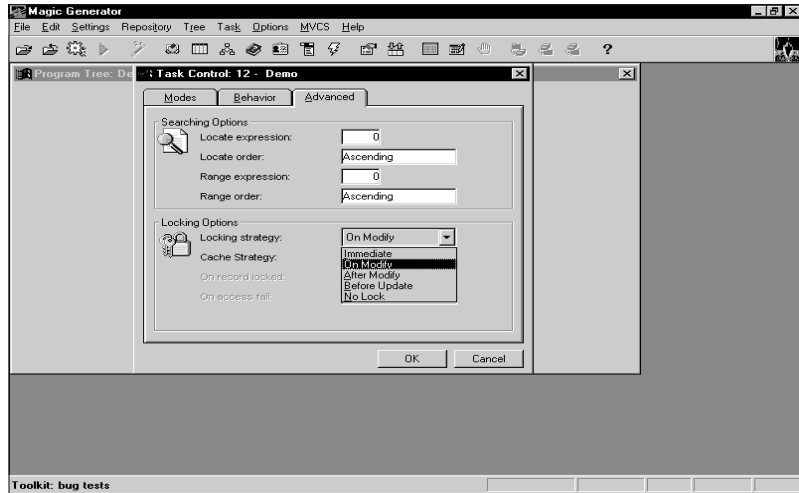 Magic Generator
File Edit Settings Repository Tree Task Options MVCS Help
Program Tree: De
Task Control: 12 - Demo
Modes Behavior Advanced
Searching Options
Locate expression: 0
Locate order: Ascending
Range expression: 0
Range order: Ascending
Locking Options
Locking strategy: On Modify
Cache Strategy:
Immediate
On Modify
After Modify
Before Update
No Lock
On record locked:
On access fail:
OK Cancel
Toolkit: bug tests